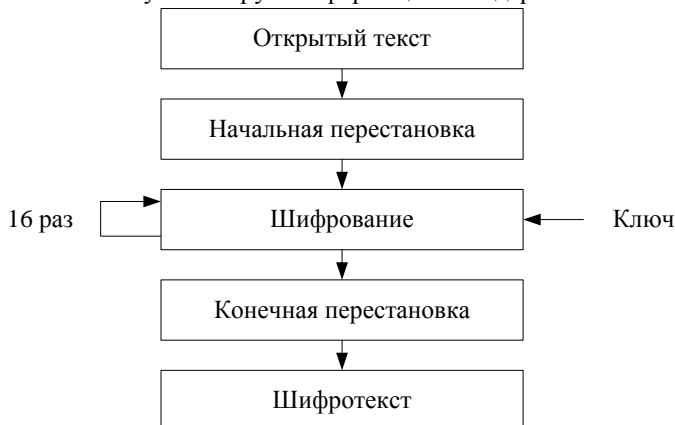 Открытый текст
Начальная перестановка
16 раз
Шифрование
Ключ
Конечная перестановка
Шифротекст